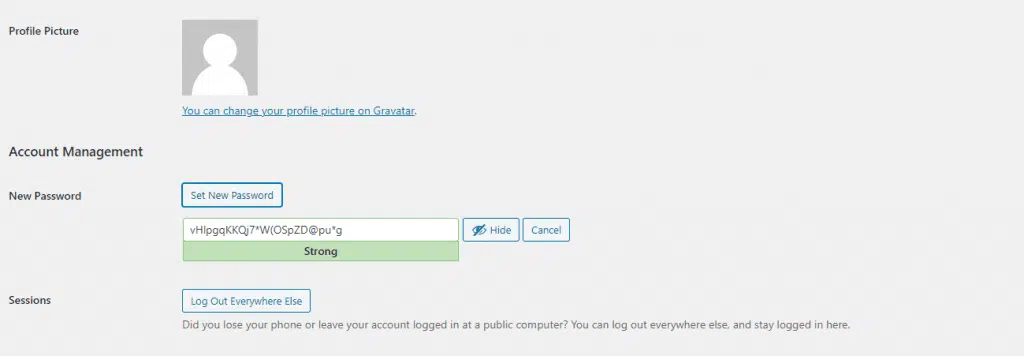 Profile Picture
You can change your profile picture on Gravatar.
Account Management
New Password
Set New Password
vHlpgqKKQj7*W(OSpZD@pu*g
Hide
Cancel
Strong
Sessions
Log Out Everywhere Else
Did you lose your phone or leave your account logged in at a public computer? You can log out everywhere else, and stay logged in here.